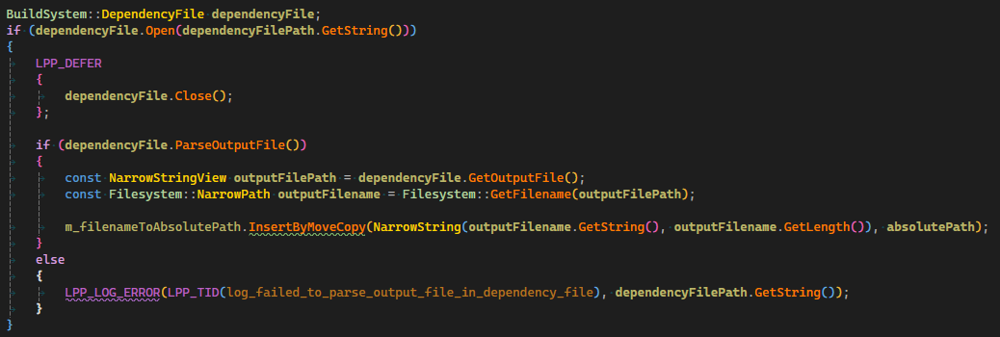 BuildSystem::DependencyFile dependencyFile;
if (dependencyFile.Open(dependencyFilePath.GetString()))
{
    LPP_DEFER
    {
        dependencyFile.Close();
    };

    if (dependencyFile.ParseOutputFile())
    {
        const NarrowStringView outputFilePath = dependencyFile.GetOutputFile();
        const Filesystem::NarrowPath outputFilename = Filesystem::GetFilename(outputFilePath);

        m_filenameToAbsolutePath.InsertByMoveCopy(NarrowString(outputFilename.GetString(), outputFilename.GetLength()), absolutePath);
    }
    else
    {
        LPP_LOG_ERROR(LPP_TID(log_failed_to_parse_output_file_in_dependency_file), dependencyFilePath.GetString());
    }
}